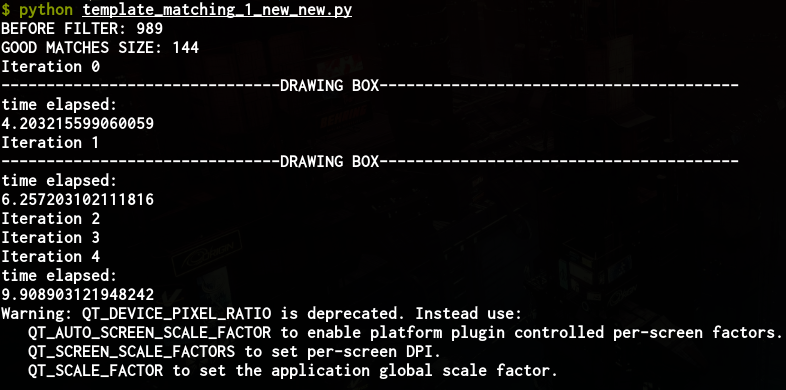 $ python template_matching_1_new_new.py
BEFORE FILTER: 989
GOOD MATCHES SIZE: 144
Iteration 0
-------------------------------DRAWING BOX----------------------------------------
time elapsed:
4.203215599060059
Iteration 1
-------------------------------DRAWING BOX----------------------------------------
time elapsed:
6.257203102111816
Iteration 2
Iteration 3
Iteration 4
time elapsed:
9.908903121948242
Warning: QT_DEVICE_PIXEL_RATIO is deprecated. Instead use:
   QT_AUTO_SCREEN_SCALE_FACTOR to enable platform plugin controlled per-screen factors.
   QT_SCREEN_SCALE_FACTORS to set per-screen DPI.
   QT_SCALE_FACTOR to set the application global scale factor.